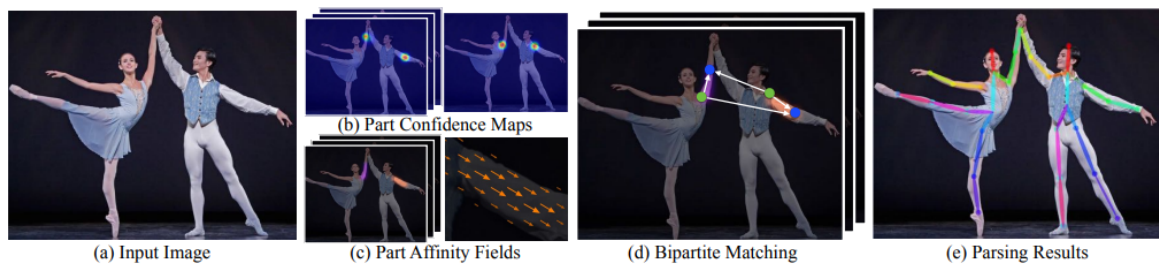 (a) Input Image
(b) Part Confidence Maps
(c) Part Affinity Fields
(d) Bipartite Matching
(e) Parsing Results